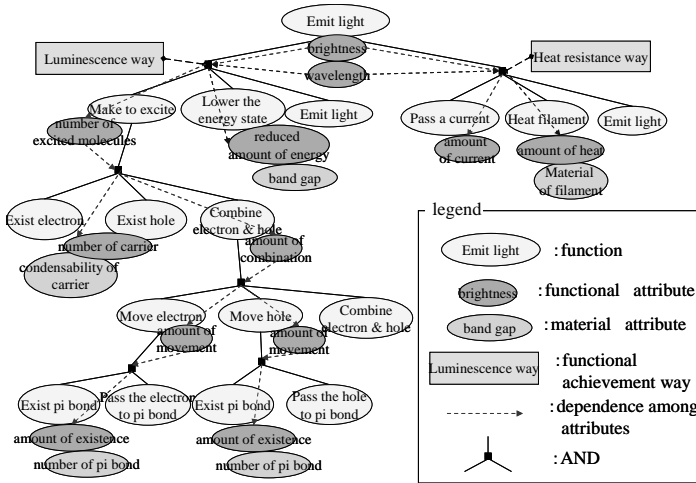 Emit light
Luminescence way
brightness
wavelength
Heat resistance way
Make to excite
number of
excited molecules
Lower the
energy state
reduced
amount of energy
band gap
Emit light
Pass a current
amount
of current
Heat filament
amount of heat
Material
of filament
Emit light
Exist electron
Exist hole
number of carrier
condensability of
carrier
Combine
electron & hole
amount of
combination
Move electron
amount of
movement
Move hole
amount of
movement
Combine
electron & hole
Exist pi bond
amount of existence
number of pi bond
Pass the electron
to pi bond
Exist pi bond
amount of existence
number of pi bond
Pass the hole
to pi bond
legend
Emit light
: function
brightness
: functional attribute
band gap
: material attribute
Luminescence way
: functional
achievement way
: dependence among
attributes
: AND